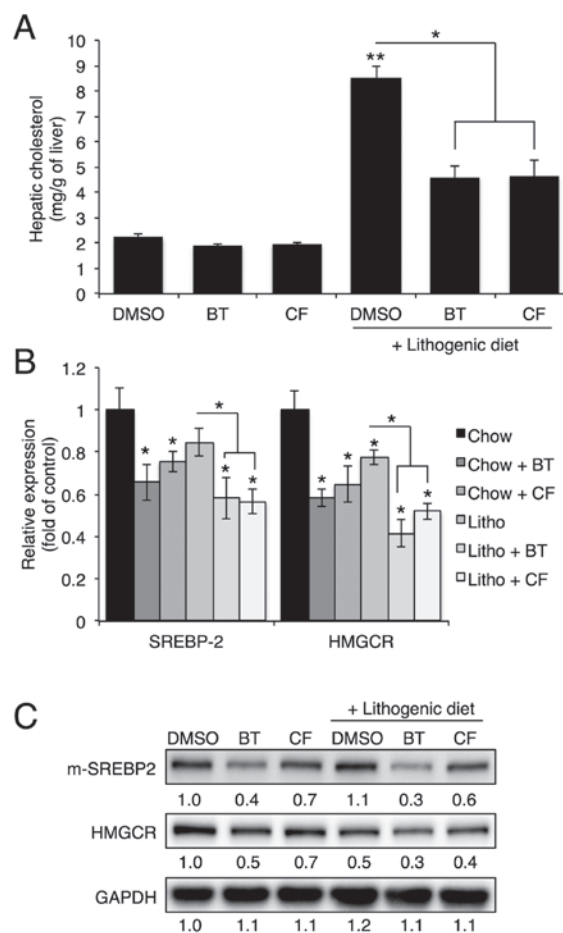 A
Hepatic cholesterol
(mg/g of liver)
10
9
8
7
6
5
4
3
2
1
0
**
*
DMSO BT CF DMSO BT CF
+ Lithogenic diet
B
Relative expression
(fold of control)
1.2
1
0.8
0.6
0.4
0.2
0
* * * * *
* * * * * *
SREBP-2 HMGCR
Chow
Chow + BT
Chow + CF
Litho
Litho + BT
Litho + CF
C
+ Lithogenic diet
DMSO BT CF DMSO BT CF
m-SREBP2
1.0 0.4 0.7 1.1 0.3 0.6
HMGCR
1.0 0.5 0.7 0.5 0.3 0.4
GAPDH
1.0 1.1 1.1 1.2 1.1 1.1